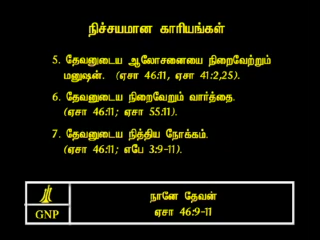 நிச்சயமான காரியங்கள்
5. தேவனுடைய ஆலோசனையை நிறைவேற்றும்
மனுஷன். (ஏசா 46:11, ஏசா 41:2,25).
6. தேவனுடைய நிறைவேறும் வார்த்தை.
(ஏசா 46:11; ஏசா 55:11).
7. தேவனுடைய நித்திய நோக்கம்.
(ஏசா 46:11; எபே 3:9-11).
நானே தேவன்
GNP
ஏசா 46:9-11